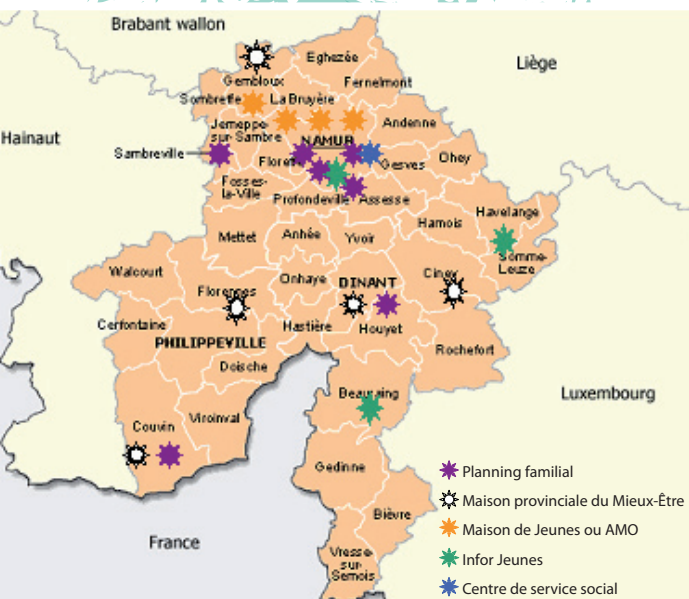 Brabant wallon
Eghezée
Liège
Gembloux
Fernelmont
Sombreffe
La Bruyère
Jemeppe-
sur-Sambre
Andenne
Hainaut
NAMUR
Sambreville
Floreffe
Gesves
Ohey
Fosses-
la-Ville
Profondeville
Assesse
Havelange
Hamois
Mettet
Anhée
Yvoir
Somme-
Leuze
Walcourt
Onhaye
DINANT
Ciney
Florennes
Cerfontaine
Hastière
Houyet
PHILIPPEVILLE
Rochefort
Doische
Beauraing
Luxembourg
Couvin
Viroinval
Gedinne
Planning familial
Maison provinciale du Mieux-Être
Bièvre
Maison de Jeunes ou AMO
France
Vresse-
sur-
Semois
Infor Jeunes
Centre de service social